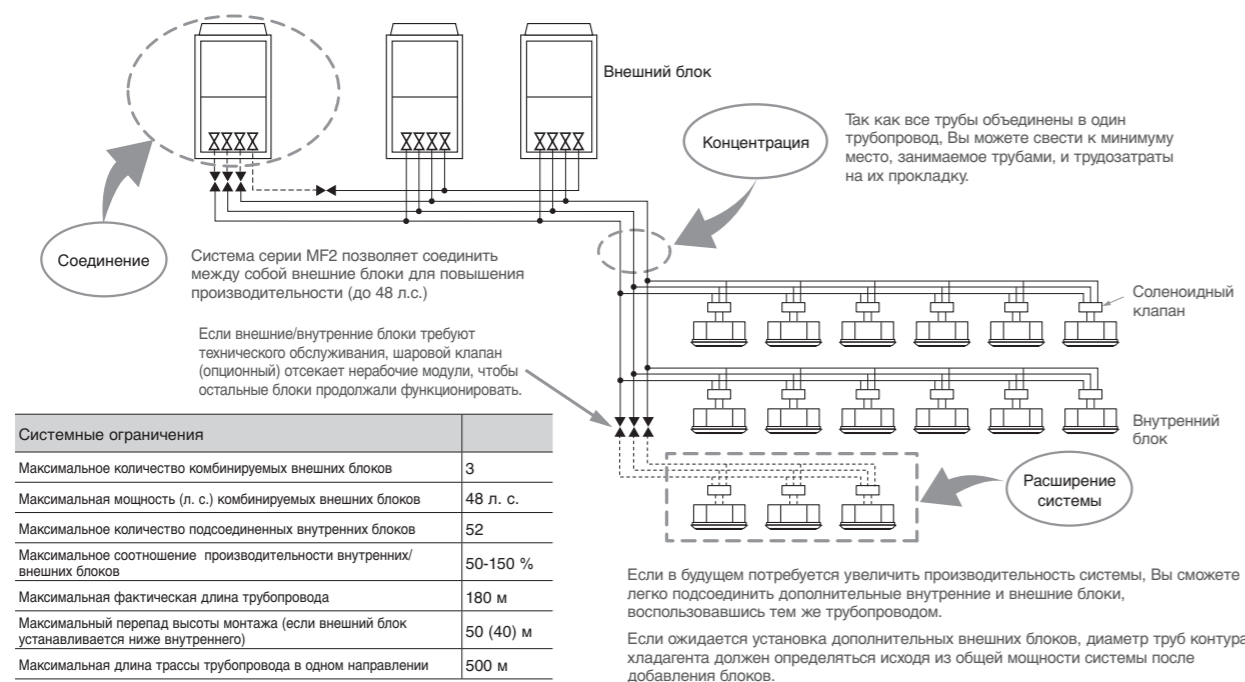 Внешний блок
Концентрация
Так как все трубы объединены в один
трубопровод, Вы можете свести к минимуму
место, занимаемое трубами, и трудозатраты
на их прокладку.
Соединение
Система серии MF2 позволяет соединить
между собой внешние блоки для повышения
производительности (до 48 л.с.)
Соленоидный
клапан
Если внешние/внутренние блоки требуют
технического обслуживания, шаровой клапан
(опционный) отсекает нерабочие модули, чтобы
остальные блоки продолжали функционировать.
Внутренний
блок
Расширение
системы
Системные ограничения
Максимальное количество комбинируемых внешних блоков 3
Максимальная мощность (л. с.) комбинируемых внешних блоков 48 л. с.
Максимальное количество подсоединенных внутренних блоков 52
Максимальное соотношение производительности внутренних/
внешних блоков 50-150 %
Максимальная фактическая длина трубопровода 180 м
Максимальный перепад высоты монтажа (если внешний блок
устанавливается ниже внутреннего) 50 (40) м
Максимальная длина трассы трубопровода в одном направлении 500 м
Если в будущем потребуется увеличить производительность системы, Вы сможете
легко подсоединить дополнительные внутренние и внешние блоки,
воспользовавшись тем же трубопроводом.
Если ожидается установка дополнительных внешних блоков, диаметр труб контура
хладагента должен определяться исходя из общей мощности системы после
добавления блоков.